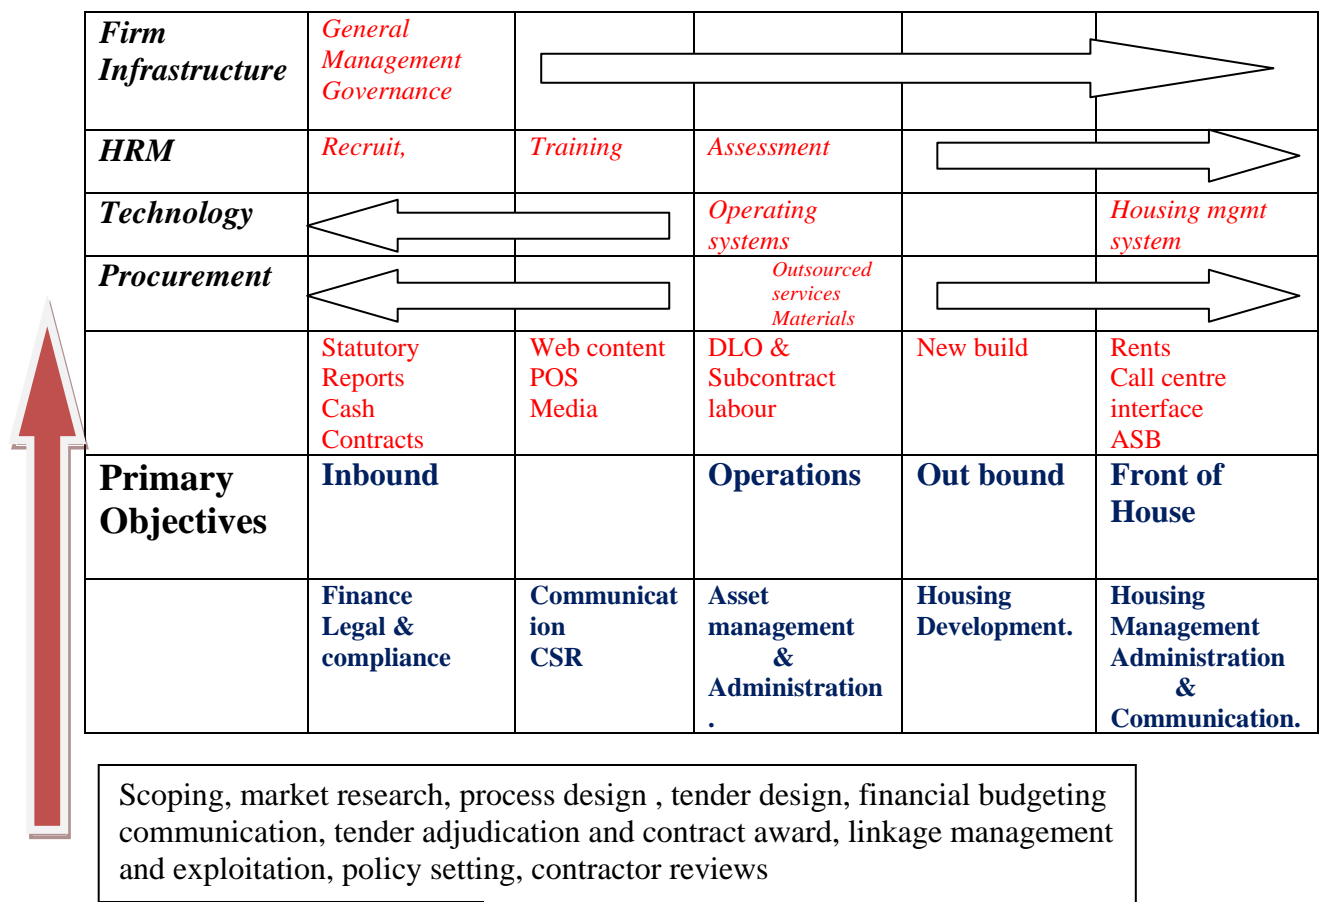 Firm
Infrastructure
General
Management
Governance
HRM
Recruit,
Training
Assessment
Technology
Operating
systems
Housing mgmt
system
Procurement
Outsourced
services
Materials
Statutory
Reports
Cash
Contracts
Web content
POS
Media
DLO &
Subcontract
labour
New build
Rents
Call centre
interface
ASB
Primary
Objectives
Inbound
Operations
Out bound
Front of
House
Finance
Legal &
compliance
Communicat
ion
CSR
Asset
management
&
Administration
.
Housing
Development.
Housing
Management
Administration
&
Communication.
Scoping, market research, process design , tender design, financial budgeting
communication, tender adjudication and contract award, linkage management
and exploitation, policy setting, contractor reviews